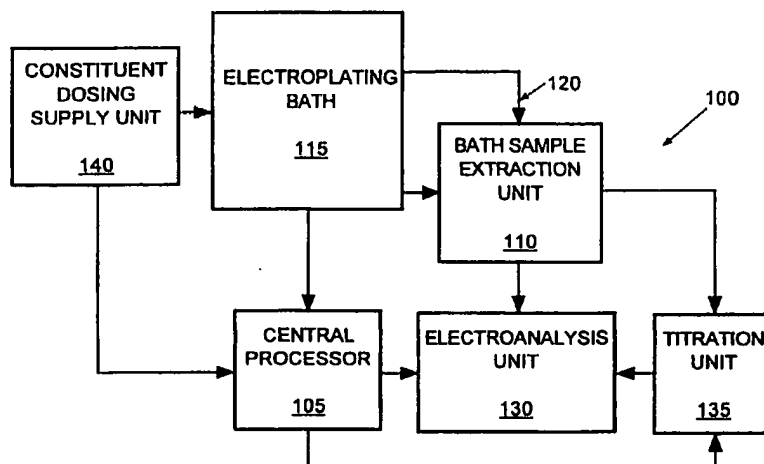 CONSTITUENT
DOSING
SUPPLY UNIT
140
ELECTROPLATING
BATH
115
120
100
BATH SAMPLE
EXTRACTION
UNIT
110
CENTRAL
PROCESSOR
105
ELECTROANALYSIS
UNIT
130
TITRATION
UNIT
135